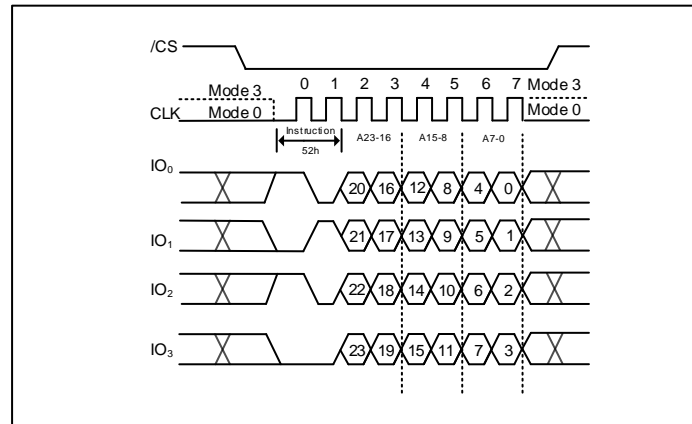 /CS
0 1 2 3 4 5 6 7 Mode 3
Mode 3
CLK Mode 0 Mode 0
Instruction A23-16 A15-8 A7-0
52h
IO0 20 16 12 8 4 0
IO1 21 17 13 9 5 1
IO2 22 18 14 10 6 2
IO3 23 19 15 11 7 3